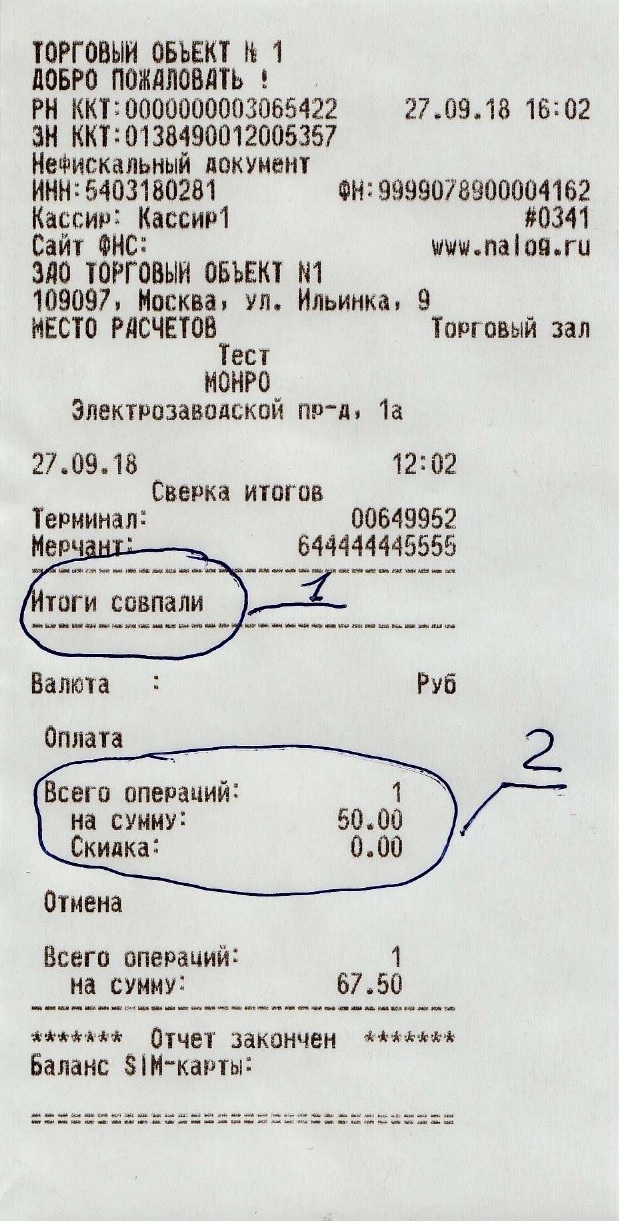 ТОРГОВЫЙ ОБЪЕКТ № 1
ДОБРО ПОЖАЛОВАТЬ !
РН ККТ:0000000003065422 27.09.18 16:02
ЗН ККТ:0138490012005357
Нефискальный документ
ИНН:5403180281 ФН:9999078900004162
Кассир: Кассир1 #0341
Сайт ФНС: www.nalog.ru
ЗАО ТОРГОВЫЙ ОБЪЕКТ N1
109097, Москва, ул. Ильинка, 9
МЕСТО РАСЧЕТОВ Торговый зал
Тест
МОНРО
Электрозаводской пр-д, 1а
27.09.18 12:02
Сверка итогов
Терминал: 00649952
Мерчант: 644444445555
Итоги совпали 1
Валюта : Руб
Оплата
2
Всего операций: 1
на сумму: 50.00
Скидка: 0.00
Отмена
Всего операций: 1
на сумму: 67.50
******* Отчет закончен *******
Баланс SIM-карты: